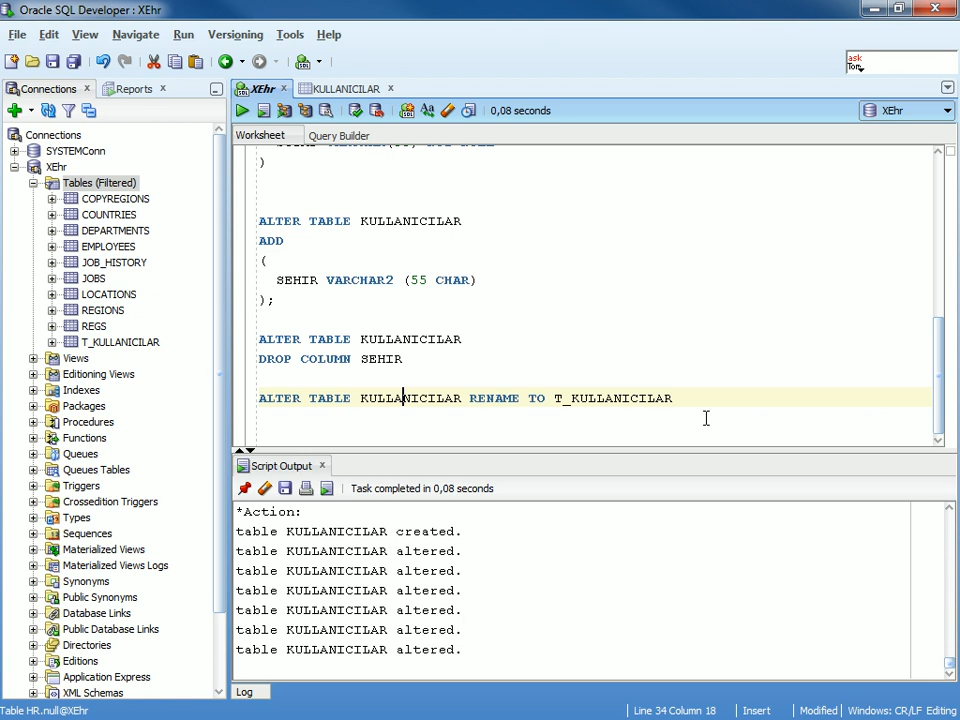 Oracle SQL Developer : XEhr
File Edit View Navigate Run Versioning Tools Help
ask
Tom
Connections
Reports
XEhr
KULLANICILAR
0,08 seconds
XEhr
Worksheet
Query Builder
Connections
SYSTEMConn
XEhr
Tables (Filtered)
COPYREGIONS
COUNTRIES
DEPARTMENTS
EMPLOYEES
JOB_HISTORY
JOBS
LOCATIONS
REGIONS
REGS
T_KULLANICILAR
Views
Editioning Views
Indexes
Packages
Procedures
Functions
Queues
Queues Tables
Triggers
Crossedition Triggers
Types
Sequences
Materialized Views
Materialized Views Logs
Synonyms
Public Synonyms
Database Links
Public Database Links
Directories
Editions
Application Express
XML Schemas
)
ALTER TABLE KULLANICILAR
ADD
(
SEHIR VARCHAR2 (55 CHAR)
);
ALTER TABLE KULLANICILAR
DROP COLUMN SEHIR
ALTER TABLE KULLANICILAR RENAME TO T_KULLANICILAR
Script Output
Task completed in 0,08 seconds
*Action:
table KULLANICILAR created.
table KULLANICILAR altered.
table KULLANICILAR altered.
table KULLANICILAR altered.
table KULLANICILAR altered.
table KULLANICILAR altered.
table KULLANICILAR altered.
Log
Table HR.null@XEhr
Line 34 Column 18
Insert
Modified
Windows: CR/LF Editing